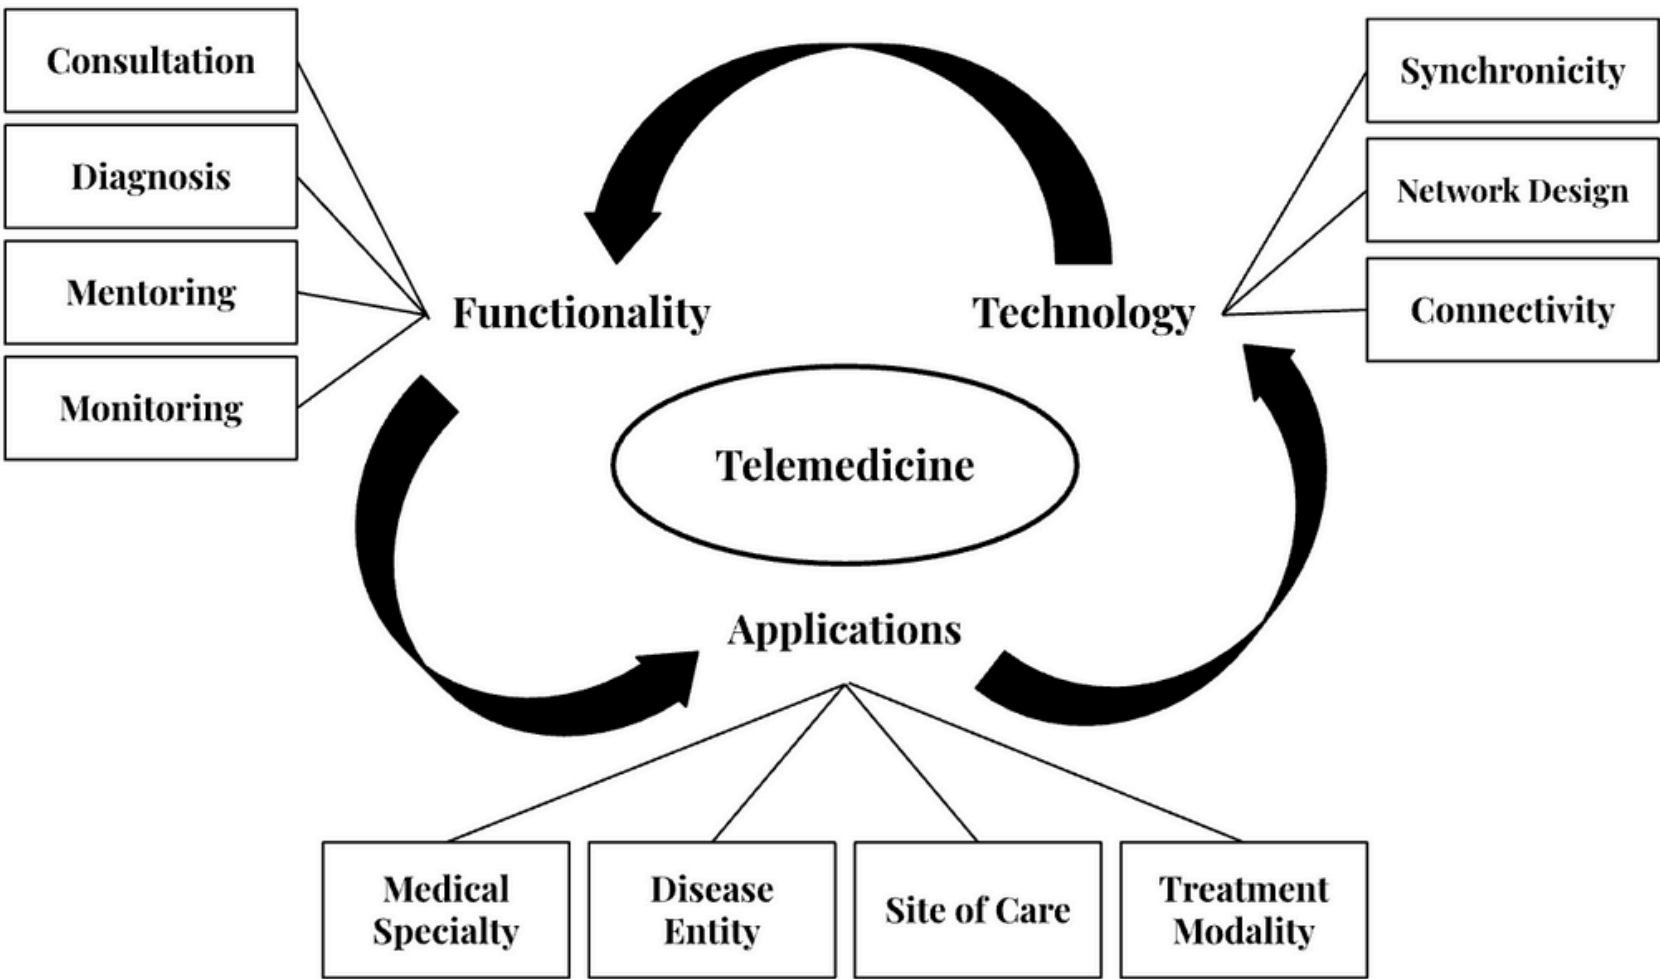 Consultation
Diagnosis
Mentoring
Monitoring
Functionality
Technology
Synchronicity
Network Design
Connectivity
Telemedicine
Applications
Medical
Specialty
Disease
Entity
Site of Care
Treatment
Modality